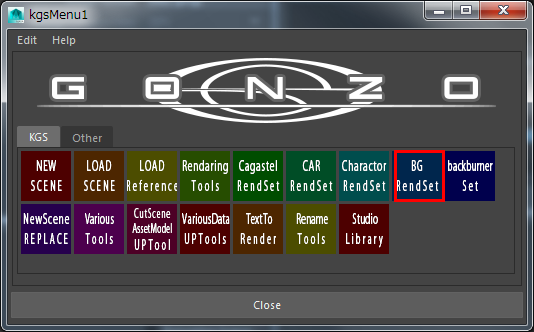 kgsMenu1
Edit Help
GONZO
KGS Other
NEW SCENE
LOAD SCENE
LOAD Reference
Rendaring Tools
Cagastel RendSet
CAR RendSet
Charactor RendSet
BG RendSet
backburner Set
NewScene REPLACE
Various Tools
CutScene AssetModel UPTool
VariousData UPTools
TextTo Render
Rename Tools
Studio Library
Close